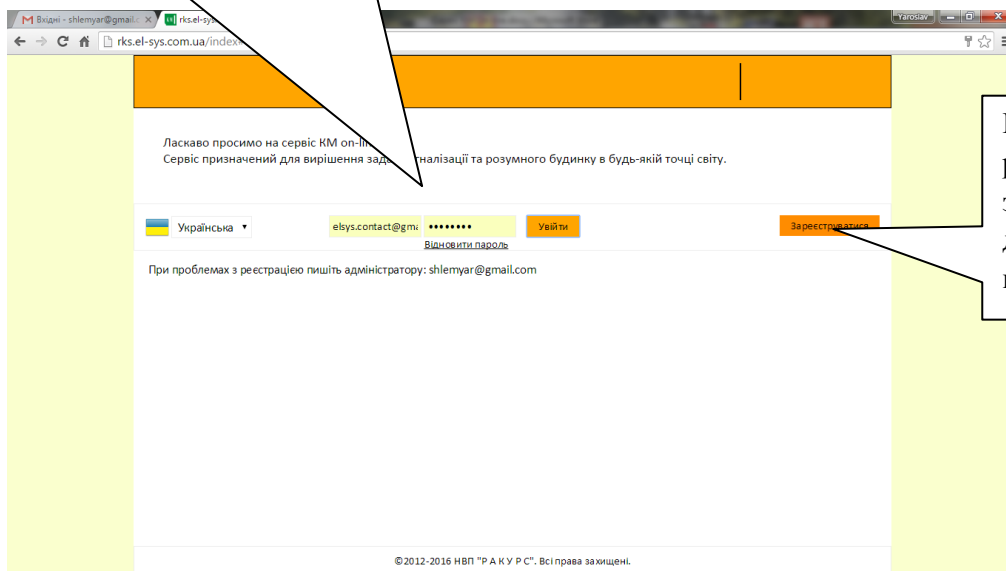 Вхідні - shlemyar@gmail.c
rks.el-sys
Yaroslav
rks.el-sys.com.ua/index
Ласкаво просимо на сервіс КМ on-li
Сервіс призначений для вирішення зада гналізації та розумного будинку в будь-якій точці світу.
Українська
elsys.contact@gma
Увійти
Зареєструватися
Відновити пароль
При проблемах з реєстрацією пишіть адміністратору: shlemyar@gmail.com
©2012-2016 НВП "Р А К У Р С". Всі права захищені.